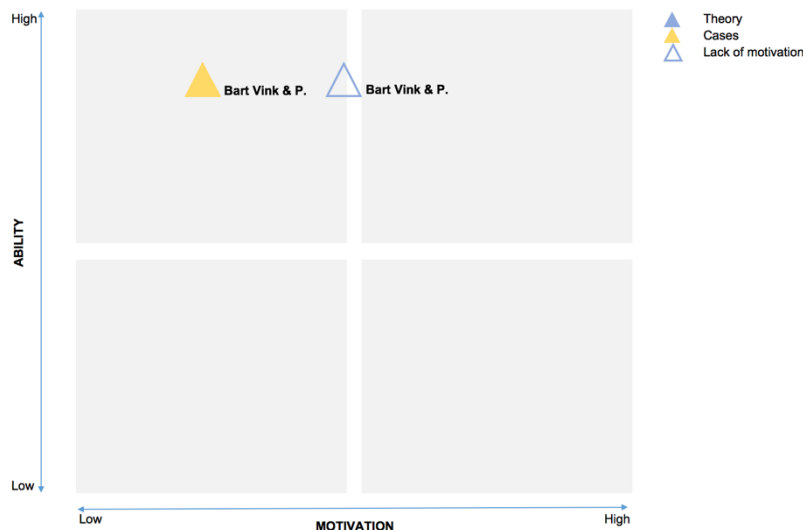 High
Theory
Cases
Lack of motivation
Bart Vink & P.
Bart Vink & P.
ABILITY
Low
Low
High
MOTIVATION